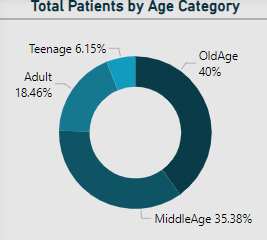 Total Patients by Age Category
Teenage 6.15%
OldAge
40%
Adult
18.46%
MiddleAge 35.38%